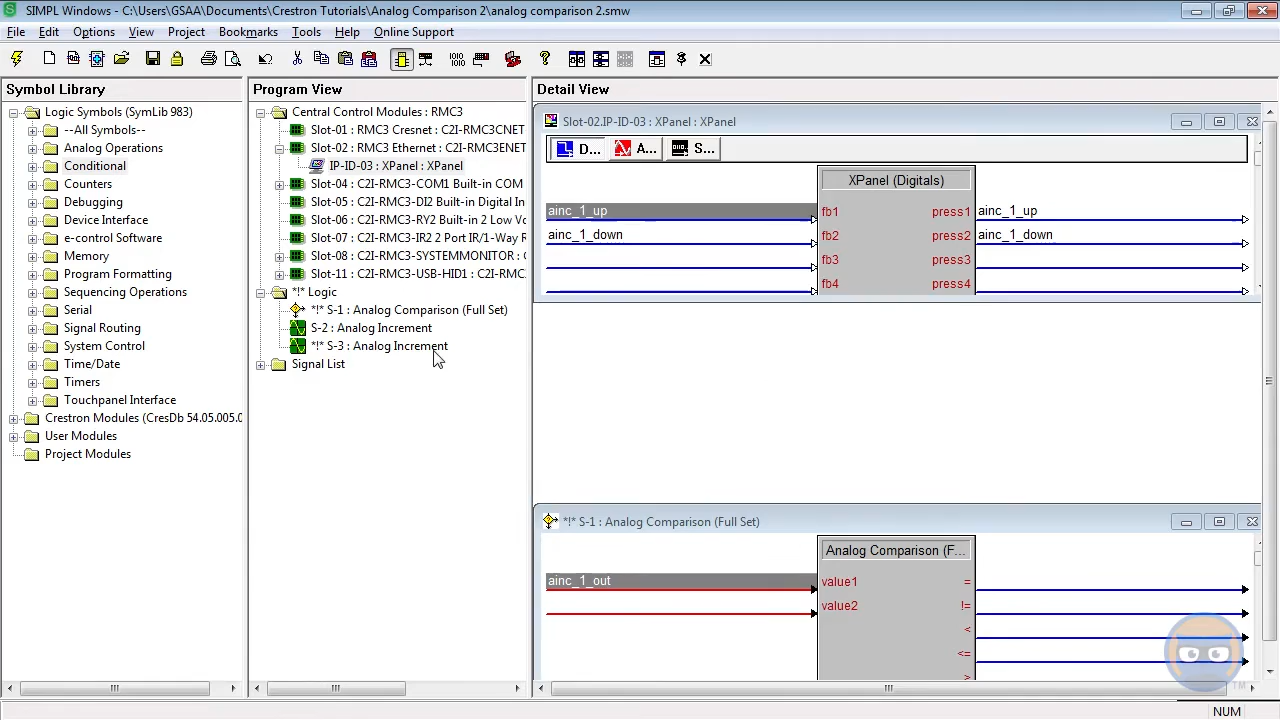 SIMPL Windows - C:\Users\GSAA\Documents\Crestron Tutorials\Analog Comparison 2\analog comparison 2.smw
File Edit Options View Project Bookmarks Tools Help Online Support
Symbol Library
Logic Symbols (SymLib 983)
--All Symbols--
Analog Operations
Conditional
Counters
Debugging
Device Interface
e-control Software
Memory
Program Formatting
Sequencing Operations
Serial
Signal Routing
System Control
Time/Date
Timers
Touchpanel Interface
Crestron Modules (CresDb 54.05.005.0
User Modules
Project Modules
Program View
Central Control Modules : RMC3
Slot-01 : RMC3 Cresnet : C2I-RMC3CNET
Slot-02 : RMC3 Ethernet : C2I-RMC3ENET
IP-ID-03 : XPanel : XPanel
Slot-04 : C2I-RMC3-COM1 Built-in COM
Slot-05 : C2I-RMC3-DI2 Built-in Digital In
Slot-06 : C2I-RMC3-RY2 Built-in 2 Low Vo
Slot-07 : C2I-RMC3-IR2 2 Port IR/1-Way R
Slot-08 : C2I-RMC3-SYSTEMMONITOR : C
Slot-11 : C2I-RMC3-USB-HID1 : C2I-RMC
*!* Logic
*!* S-1 : Analog Comparison (Full Set)
S-2 : Analog Increment
*!* S-3 : Analog Increment
Signal List
Detail View
Slot-02.IP-ID-03 : XPanel : XPanel
D... A... S...
XPanel (Digitals)
ainc_1_up fb1 press1 ainc_1_up
ainc_1_down fb2 press2 ainc_1_down
fb3 press3
fb4 press4
*!* S-1 : Analog Comparison (Full Set)
Analog Comparison (F...
ainc_1_out value1 =
value2 !=
<
<=
>
TM
NUM